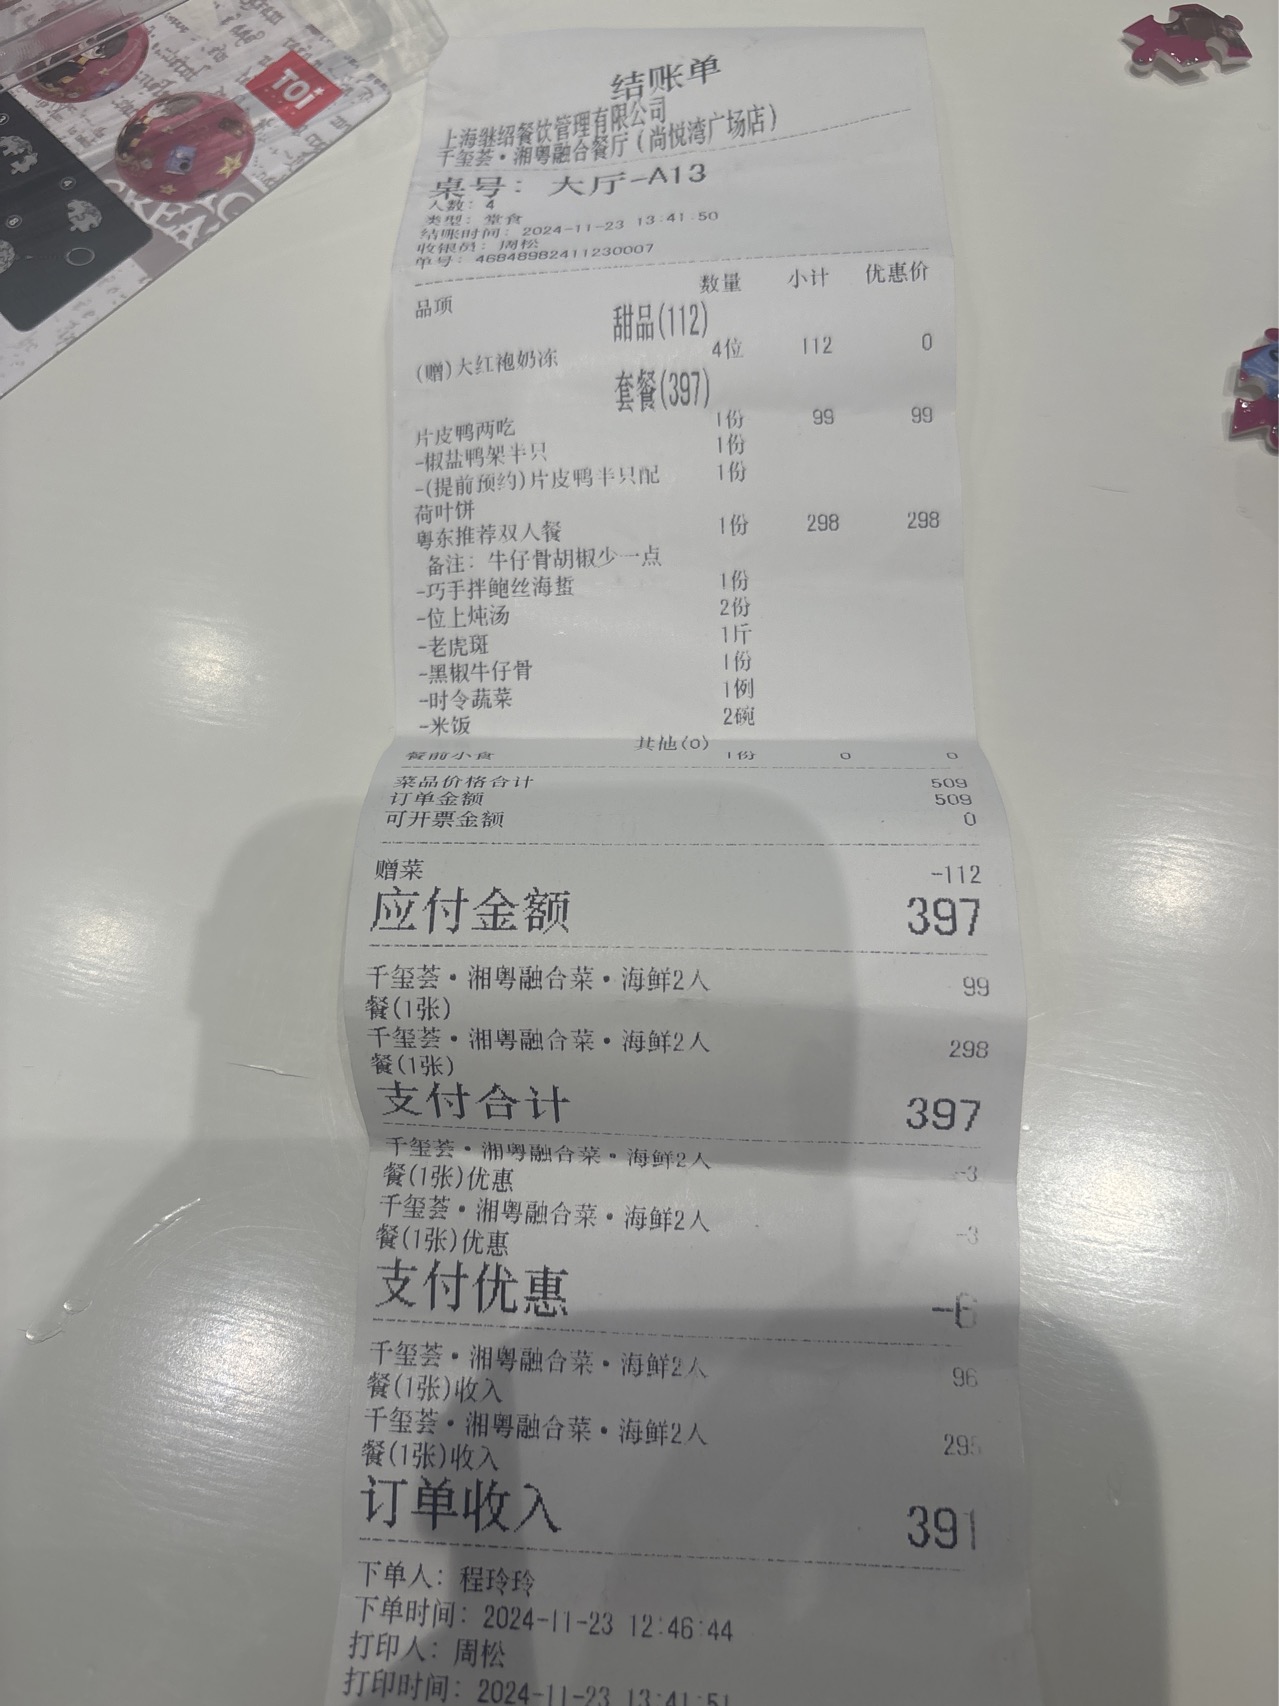 TOi
结账单
上海继绍餐饮管理有限公司
千玺荟·湘粤融合餐厅(尚悦湾广场店)
桌号: 大厅-A13
人数: 4
类型: 堂食
结账时间: 2024-11-23 13:41:50
收银员: 周松
单号: 46848982411230007
品项 数量 小计 优惠价
甜品(112)
(赠)大红袍奶冻 4位 112 0
套餐(397)
片皮鸭两吃 1份 99 99
-椒盐鸭架半只 1份
-(提前预约)片皮鸭半只配 1份
荷叶饼
粤东推荐双人餐 1份 298 298
备注: 牛仔骨胡椒少一点
-巧手拌鲍丝海蜇 1份
-位上炖汤 2份
-老虎斑 1斤
-黑椒牛仔骨 1份
-时令蔬菜 1例
-米饭 2碗
其他(0)
餐前小食 1份 0 0
菜品价格合计 509
订单金额 509
可开票金额 0
赠菜 -112
应付金额 397
千玺荟·湘粤融合菜·海鲜2人 99
餐(1张)
千玺荟·湘粤融合菜·海鲜2人 298
餐(1张)
支付合计 397
千玺荟·湘粤融合菜·海鲜2人 -3
餐(1张)优惠
千玺荟·湘粤融合菜·海鲜2人 -3
餐(1张)优惠
支付优惠 -6
千玺荟·湘粤融合菜·海鲜2人 96
餐(1张)收入
千玺荟·湘粤融合菜·海鲜2人 295
餐(1张)收入
订单收入 391
下单人: 程玲玲
下单时间: 2024-11-23 12:46:44
打印人: 周松
打印时间: 2024-11-23 13:41:51